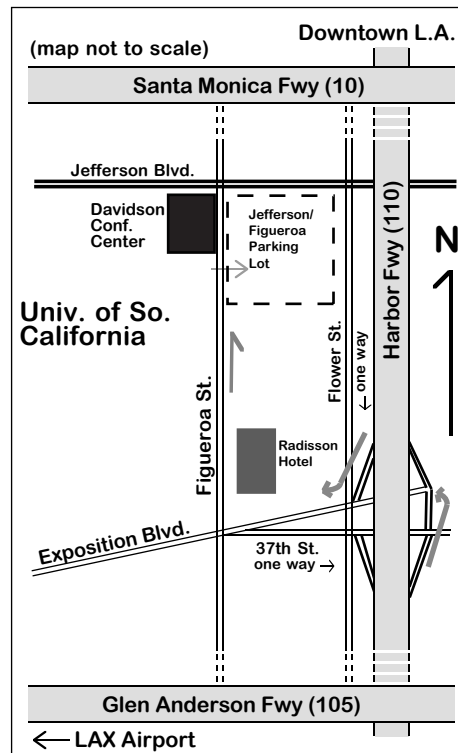 Downtown L.A.
(map not to scale)
Santa Monica Fwy (10)
Jefferson Blvd.
Davidson
Conf.
Center
Jefferson/
Figueroa
Parking
Lot
Harbor Fwy (110)
N
Univ. of So.
California
Flower St.
← one way
Figueroa St.
Radisson
Hotel
Exposition Blvd.
37th St.
one way →
Glen Anderson Fwy (105)
← LAX Airport